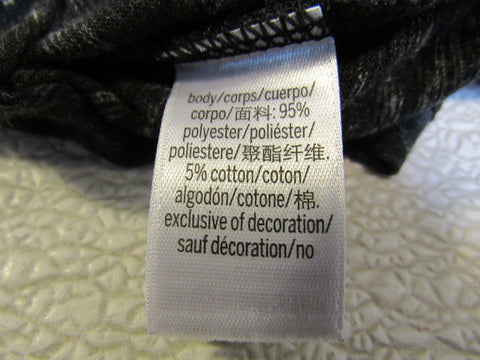 body/corps/cuerpo/
corpo/面料: 95%
polyester/poliéster/
poliestere/聚酯纤维.
5% cotton/coton/
algodón/cotone/棉.
exclusive of decoration/
sauf décoration/no